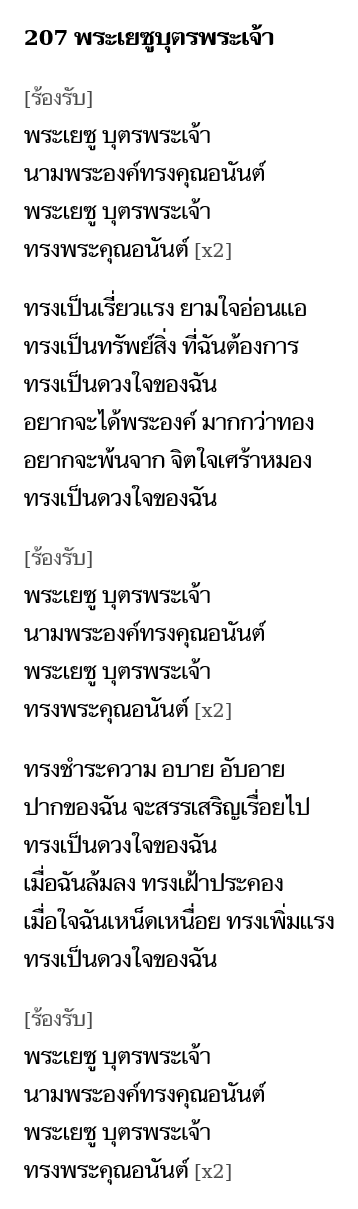 207 พระเยซูบุตรพระเจ้า
[ร้องรับ]
พระเยซู บุตรพระเจ้า
นามพระองค์ทรงคุณอนันต์
พระเยซู บุตรพระเจ้า
ทรงพระคุณอนันต์ [x2]
ทรงเป็นเรี่ยวแรง ยามใจอ่อนแอ
ทรงเป็นทรัพย์สิ่ง ที่ฉันต้องการ
ทรงเป็นดวงใจของฉัน
อยากจะได้พระองค์ มากกว่าทอง
อยากจะพ้นจาก จิตใจเศร้าหมอง
ทรงเป็นดวงใจของฉัน
[ร้องรับ]
พระเยซู บุตรพระเจ้า
นามพระองค์ทรงคุณอนันต์
พระเยซู บุตรพระเจ้า
ทรงพระคุณอนันต์ [x2]
ทรงชำระความ อบาย อับอาย
ปากของฉัน จะสรรเสริญเรื่อยไป
ทรงเป็นดวงใจของฉัน
เมื่อฉันล้มลง ทรงเฝ้าประคอง
เมื่อใจฉันเหน็ดเหนื่อย ทรงเพิ่มแรง
ทรงเป็นดวงใจของฉัน
[ร้องรับ]
พระเยซู บุตรพระเจ้า
นามพระองค์ทรงคุณอนันต์
พระเยซู บุตรพระเจ้า
ทรงพระคุณอนันต์ [x2]